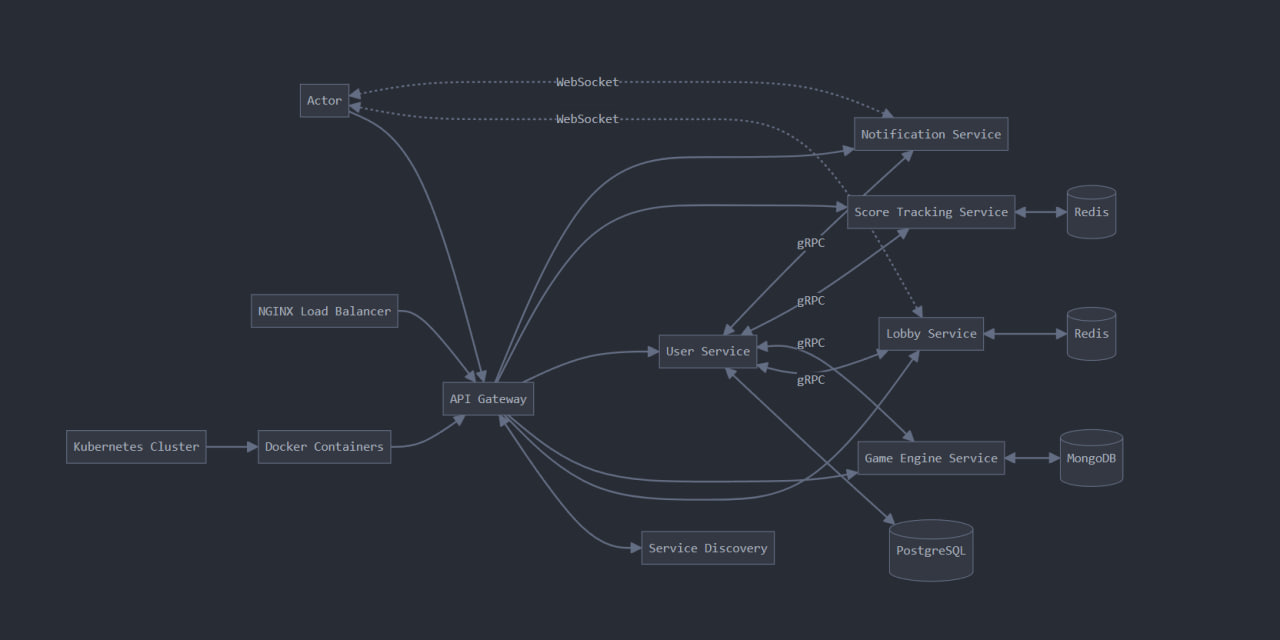 WebSocket
Actor
WebSocket
Notification Service
Score Tracking Service
Redis
gRPC
gRPC
NGINX Load Balancer
Lobby Service
Redis
gRPC
User Service
gRPC
API Gateway
Kubernetes Cluster
Docker Containers
Game Engine Service
MongoDB
Service Discovery
PostgreSQL